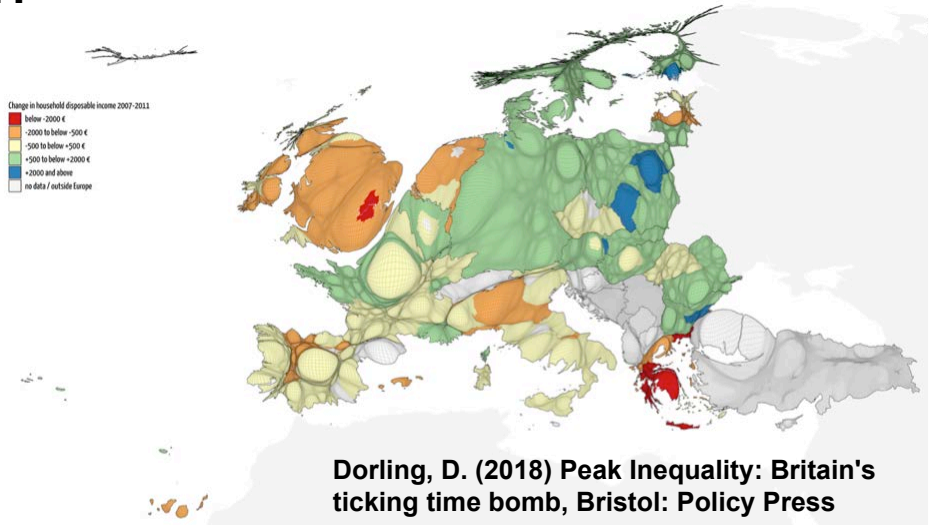 Change in household disposable income 2007-2011
below -2000 €
-2000 to below -500 €
-500 to below +500 €
+500 to below +2000 €
+2000 and above
no data / outside Europe
Dorling, D. (2018) Peak Inequality: Britain's
ticking time bomb, Bristol: Policy Press